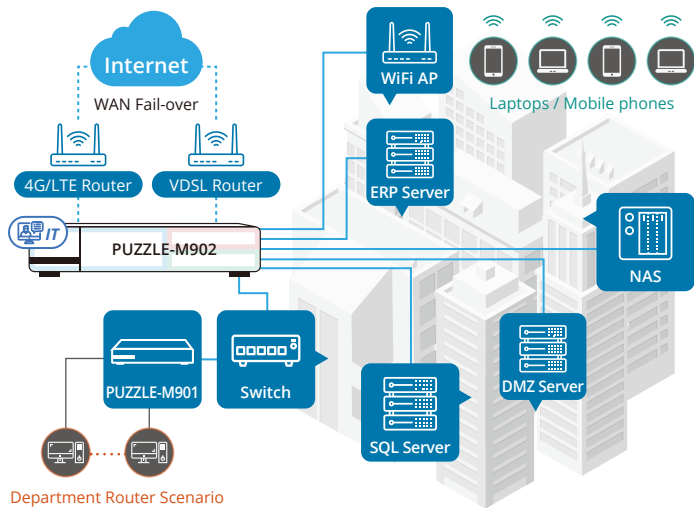 Internet
WAN Fail-over
4G/LTE Router
VDSL Router
WiFi AP
Laptops / Mobile phones
ERP Server
IT
PUZZLE-M902
NAS
PUZZLE-M901
Switch
DMZ Server
SQL Server
Department Router Scenario